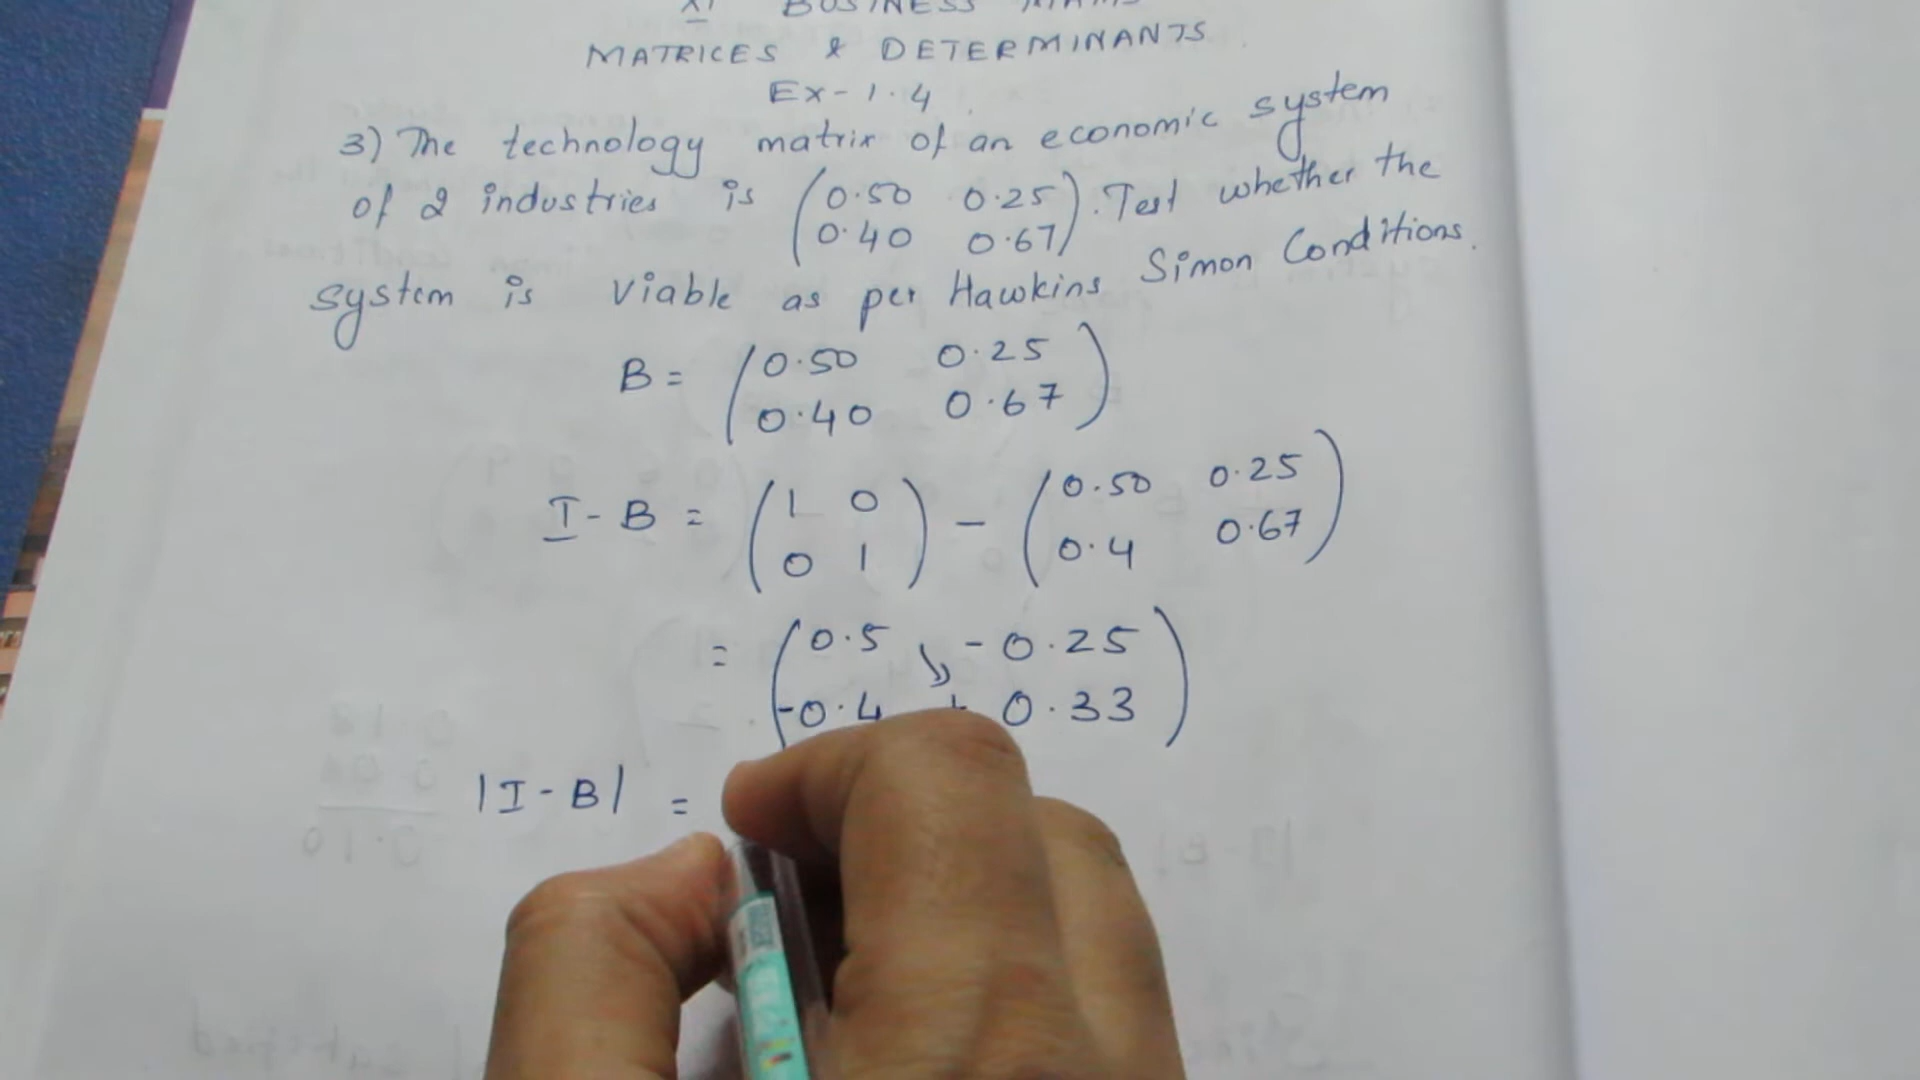 XI BUSINESS MATHS
MATRICES & DETERMINANTS
Ex-1.4
3) The technology matrix of an economic system
of 2 industries is (0.50 0.25). Test whether the
0.40 0.67
system is viable as per Hawkins Simon Conditions.
B = (0.50 0.25)
0.40 0.67
I - B = (1 0) - (0.50 0.25)
0 1 0.4 0.67
= (0.5 - 0.25)
-0.4 + 0.33
|I - B| =